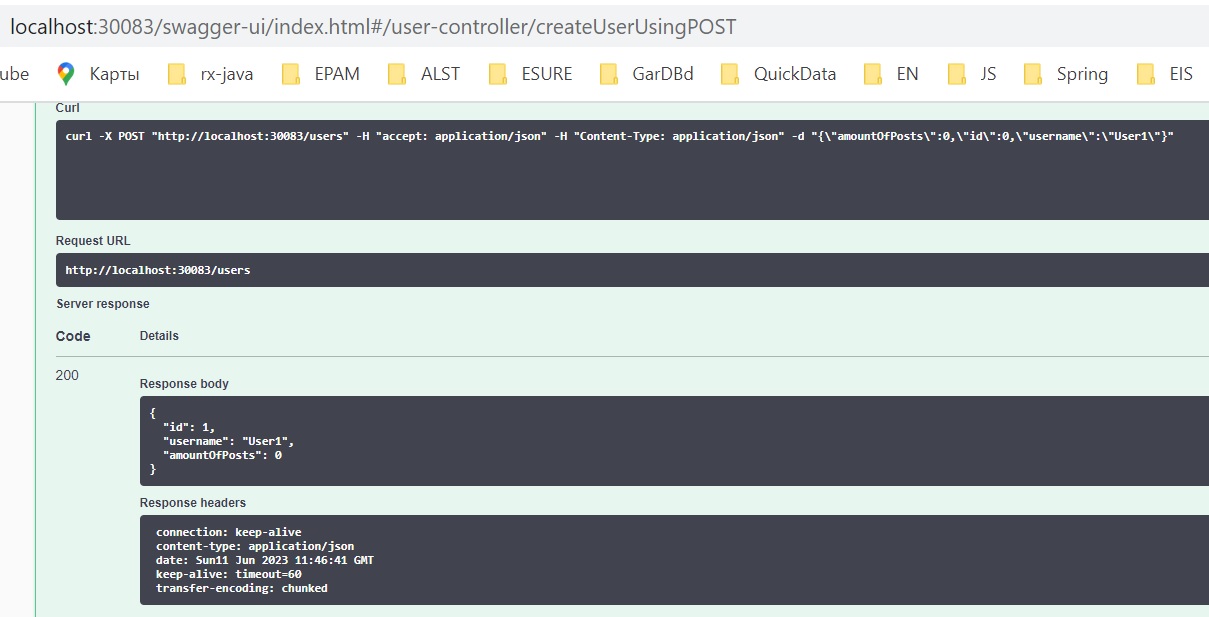 localhost:30083/swagger-ui/index.html#/user-controller/createUserUsingPOST
ube Карты rx-java EPAM ALST ESURE GarDBd QuickData EN JS Spring EIS
Curl
curl -X POST "http://localhost:30083/users" -H "accept: application/json" -H "Content-Type: application/json" -d "{\"amountOfPosts\":0,\"id\":0,\"username\":\"User1\"}"
Request URL
http://localhost:30083/users
Server response
Code Details
200
Response body
{
"id": 1,
"username": "User1",
"amountOfPosts": 0
}
Response headers
connection: keep-alive
content-type: application/json
date: Sun11 Jun 2023 11:46:41 GMT
keep-alive: timeout=60
transfer-encoding: chunked